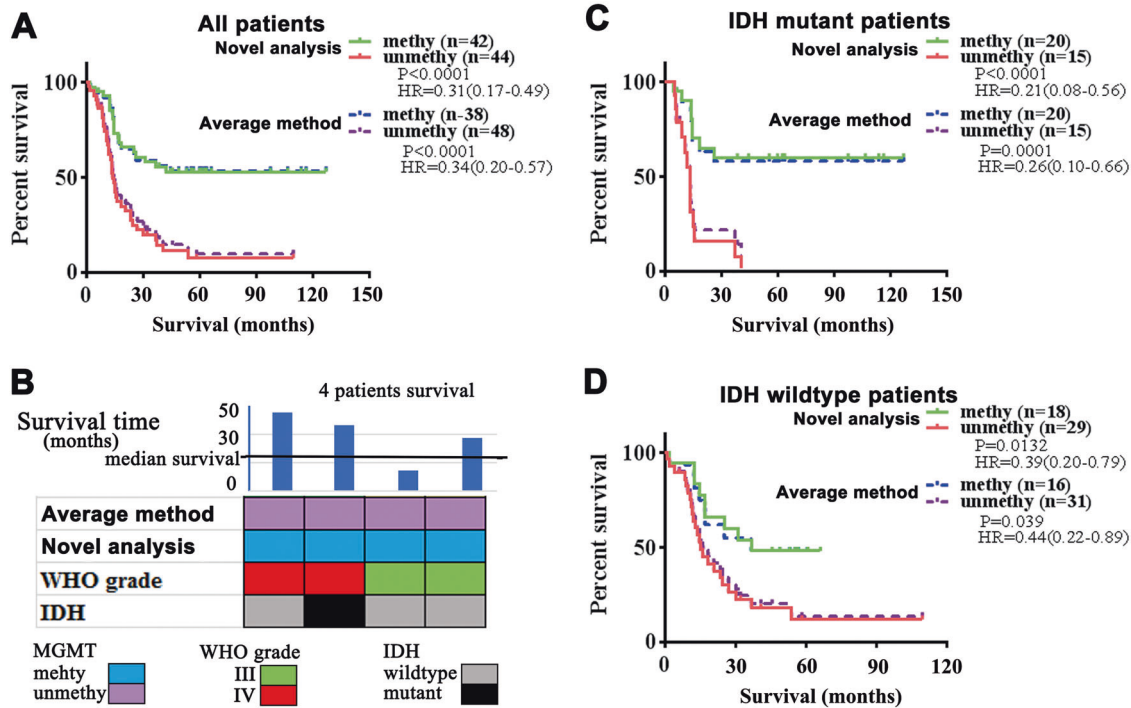 A
All patients
Novel analysis
methy (n=42)
unmethy (n=44)
P<0.0001
HR=0.31(0.17-0.49)
Average method
methy (n-38)
unmethy (n=48)
P<0.0001
HR=0.34(0.20-0.57)
Percent survival
100
50
0
0 30 60 90 120 150
Survival (months)
B
4 patients survival
Survival time
(months)
50
30
median survival
0
Average method
Novel analysis
WHO grade
IDH
MGMT
mehty
unmethy
WHO grade
III
IV
IDH
wildtype
mutant
C
IDH mutant patients
Novel analysis
methy (n=20)
unmethy (n=15)
P<0.0001
HR=0.21(0.08-0.56)
Average method
methy (n=20)
unmethy (n=15)
P=0.0001
HR=0.26(0.10-0.66)
Percent survival
100
50
0
0 30 60 90 120 150
Survival (months)
D
IDH wildtype patients
Novel analysis
methy (n=18)
unmethy (n=29)
P=0.0132
HR=0.39(0.20-0.79)
Average method
methy (n=16)
unmethy (n=31)
P=0.039
HR=0.44(0.22-0.89)
Percent survival
100
50
0
0 30 60 90 120
Survival (months)